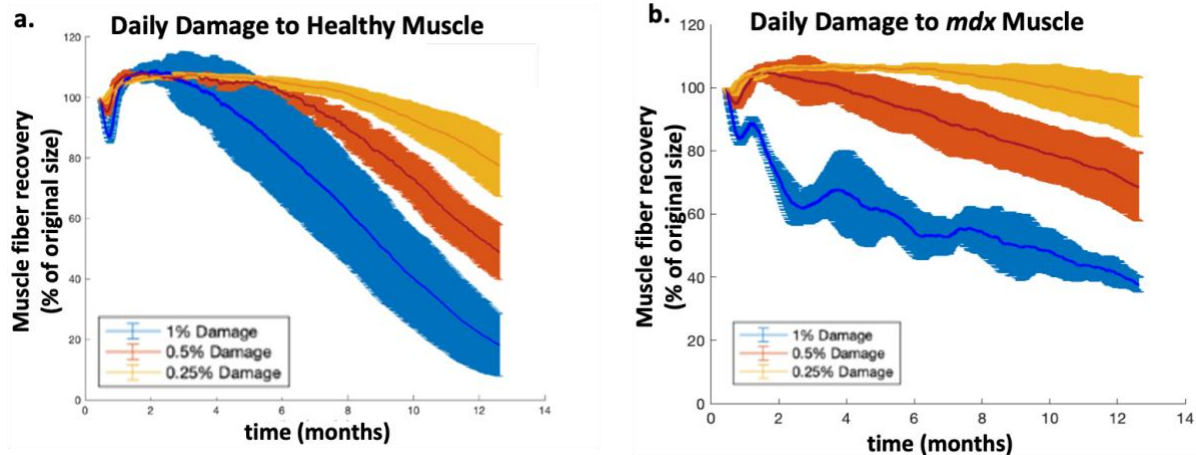 a.
Daily Damage to Healthy Muscle
Muscle fiber recovery
(% of original size)
120
100
80
60
40
20
0
1% Damage
0.5% Damage
0.25% Damage
0 2 4 6 8 10 12 14
time (months)
b.
Daily Damage to mdx Muscle
Muscle fiber recovery
(% of original size)
120
100
80
60
40
20
0
1% Damage
0.5% Damage
0.25% Damage
0 2 4 6 8 10 12 14
time (months)